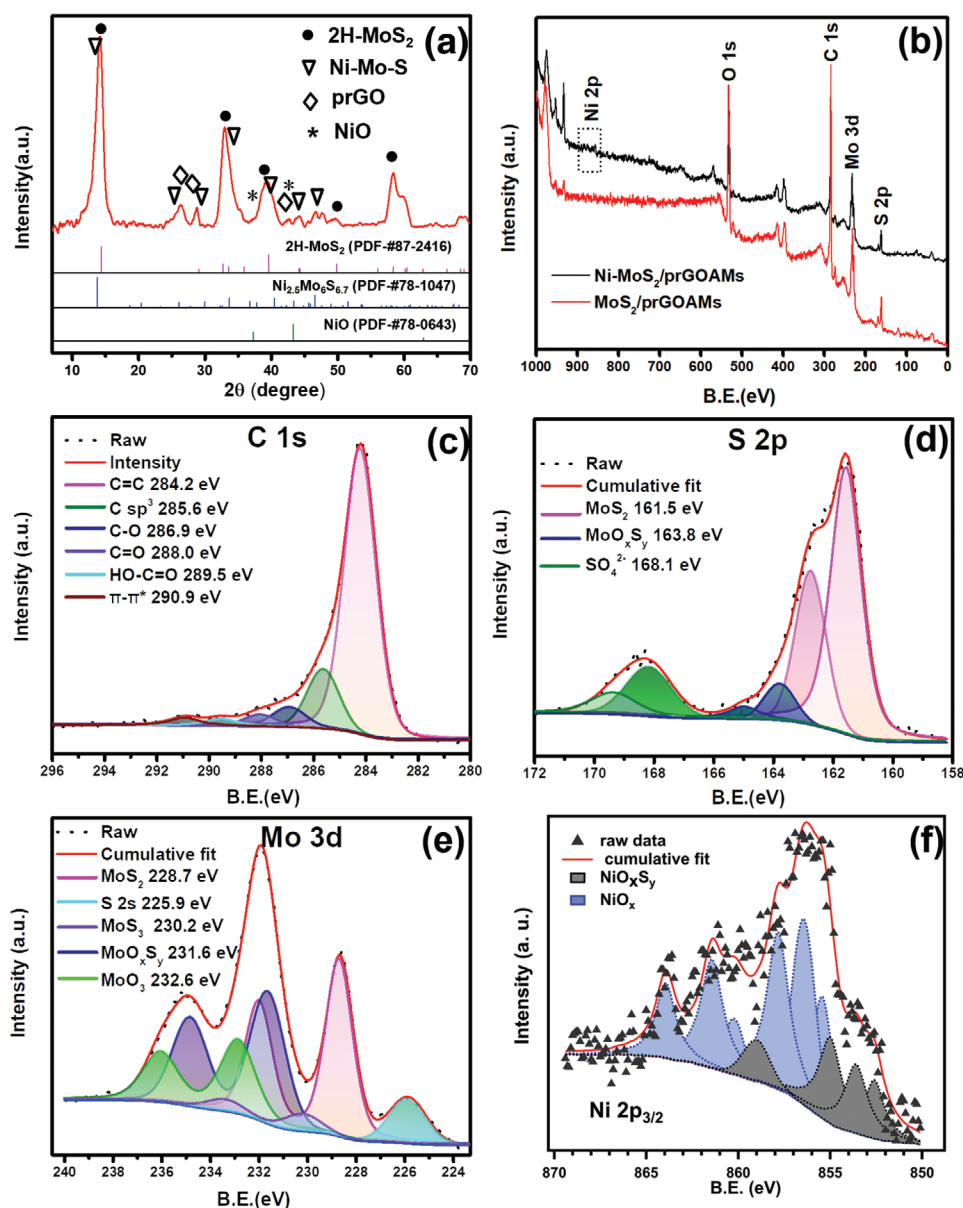 (a)
● 2H-MoS₂
▽ Ni-Mo-S
◇ prGO
* NiO
Intensity(a.u.)
2H-MoS₂ (PDF-#87-2416)
Ni₂.₅Mo₆S₆.₇ (PDF-#78-1047)
NiO (PDF-#78-0643)
10 20 30 40 50 60 70
2θ (degree)
(b)
Ni 2p
O 1s
C 1s
Mo 3d
S 2p
Intensity (a.u.)
Ni-MoS₂/prGOAMs
MoS₂/prGOAMs
1000 900 800 700 600 500 400 300 200 100 0
B.E.(eV)
C 1s
(c)
Raw
Intensity
C=C 284.2 eV
C sp³ 285.6 eV
C-O 286.9 eV
C=O 288.0 eV
HO-C=O 289.5 eV
π-π* 290.9 eV
Intensity (a.u.)
296 294 292 290 288 286 284 282 280
B.E.(eV)
S 2p
(d)
Raw
Cumulative fit
MoS₂ 161.5 eV
MoOₓSᵧ 163.8 eV
SO₄²⁻ 168.1 eV
Intensity (a.u.)
172 170 168 166 164 162 160 158
B.E.(eV)
Mo 3d
(e)
Raw
Cumulative fit
MoS₂ 228.7 eV
S 2s 225.9 eV
MoS₃ 230.2 eV
MoOₓSᵧ 231.6 eV
MoO₃ 232.6 eV
Intensity (a.u.)
240 238 236 234 232 230 228 226 224
B.E.(eV)
(f)
raw data
cumulative fit
NiOₓSᵧ
NiOₓ
Intensity (a. u.)
Ni 2p₃/₂
870 865 860 855 850
B.E. (eV)